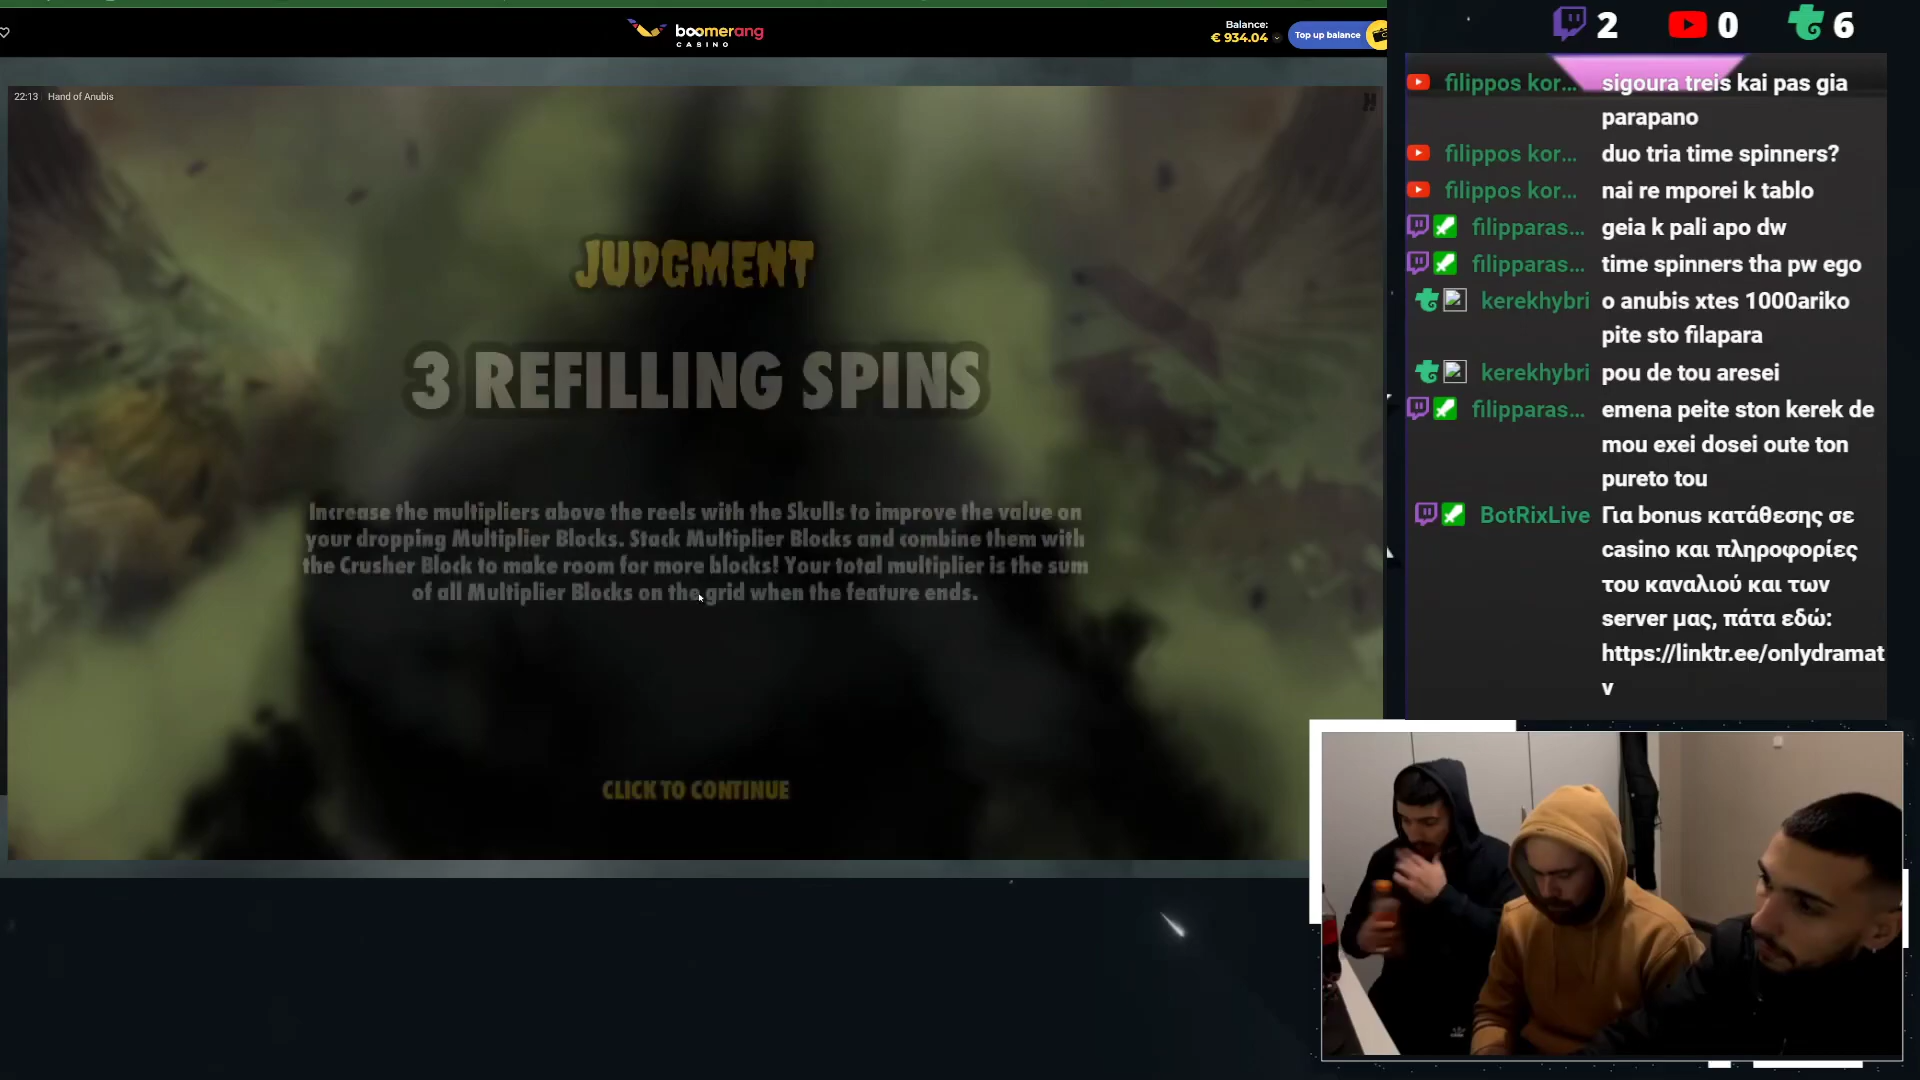 boomerang
CASINO
Balance:
€ 934.04
Top up balance
22:13 Hand of Anubis
JUDGMENT
3 REFILLING SPINS
Increase the multipliers above the reels with the Skulls to improve the value on
your dropping Multiplier Blocks. Stack Multiplier Blocks and combine them with
the Crusher Block to make room for more blocks! Your total multiplier is the sum
of all Multiplier Blocks on the grid when the feature ends.
CLICK TO CONTINUE
2 0 6
filippos kor... sigoura treis kai pas gia
parapano
filippos kor... duo tria time spinners?
filippos kor... nai re mporei k tablo
filipparas... geia k pali apo dw
filipparas... time spinners tha pw ego
kerekhybri o anubis xtes 1000ariko
pite sto filapara
kerekhybri pou de tou aresei
filipparas... emena peite ston kerek de
mou exei dosei oute ton
pureto tou
BotRixLive Για bonus κατάθεσης σε
casino και πληροφορίες
του καναλιού και των
server μας, πάτα εδώ:
https://linktr.ee/onlydramat
v